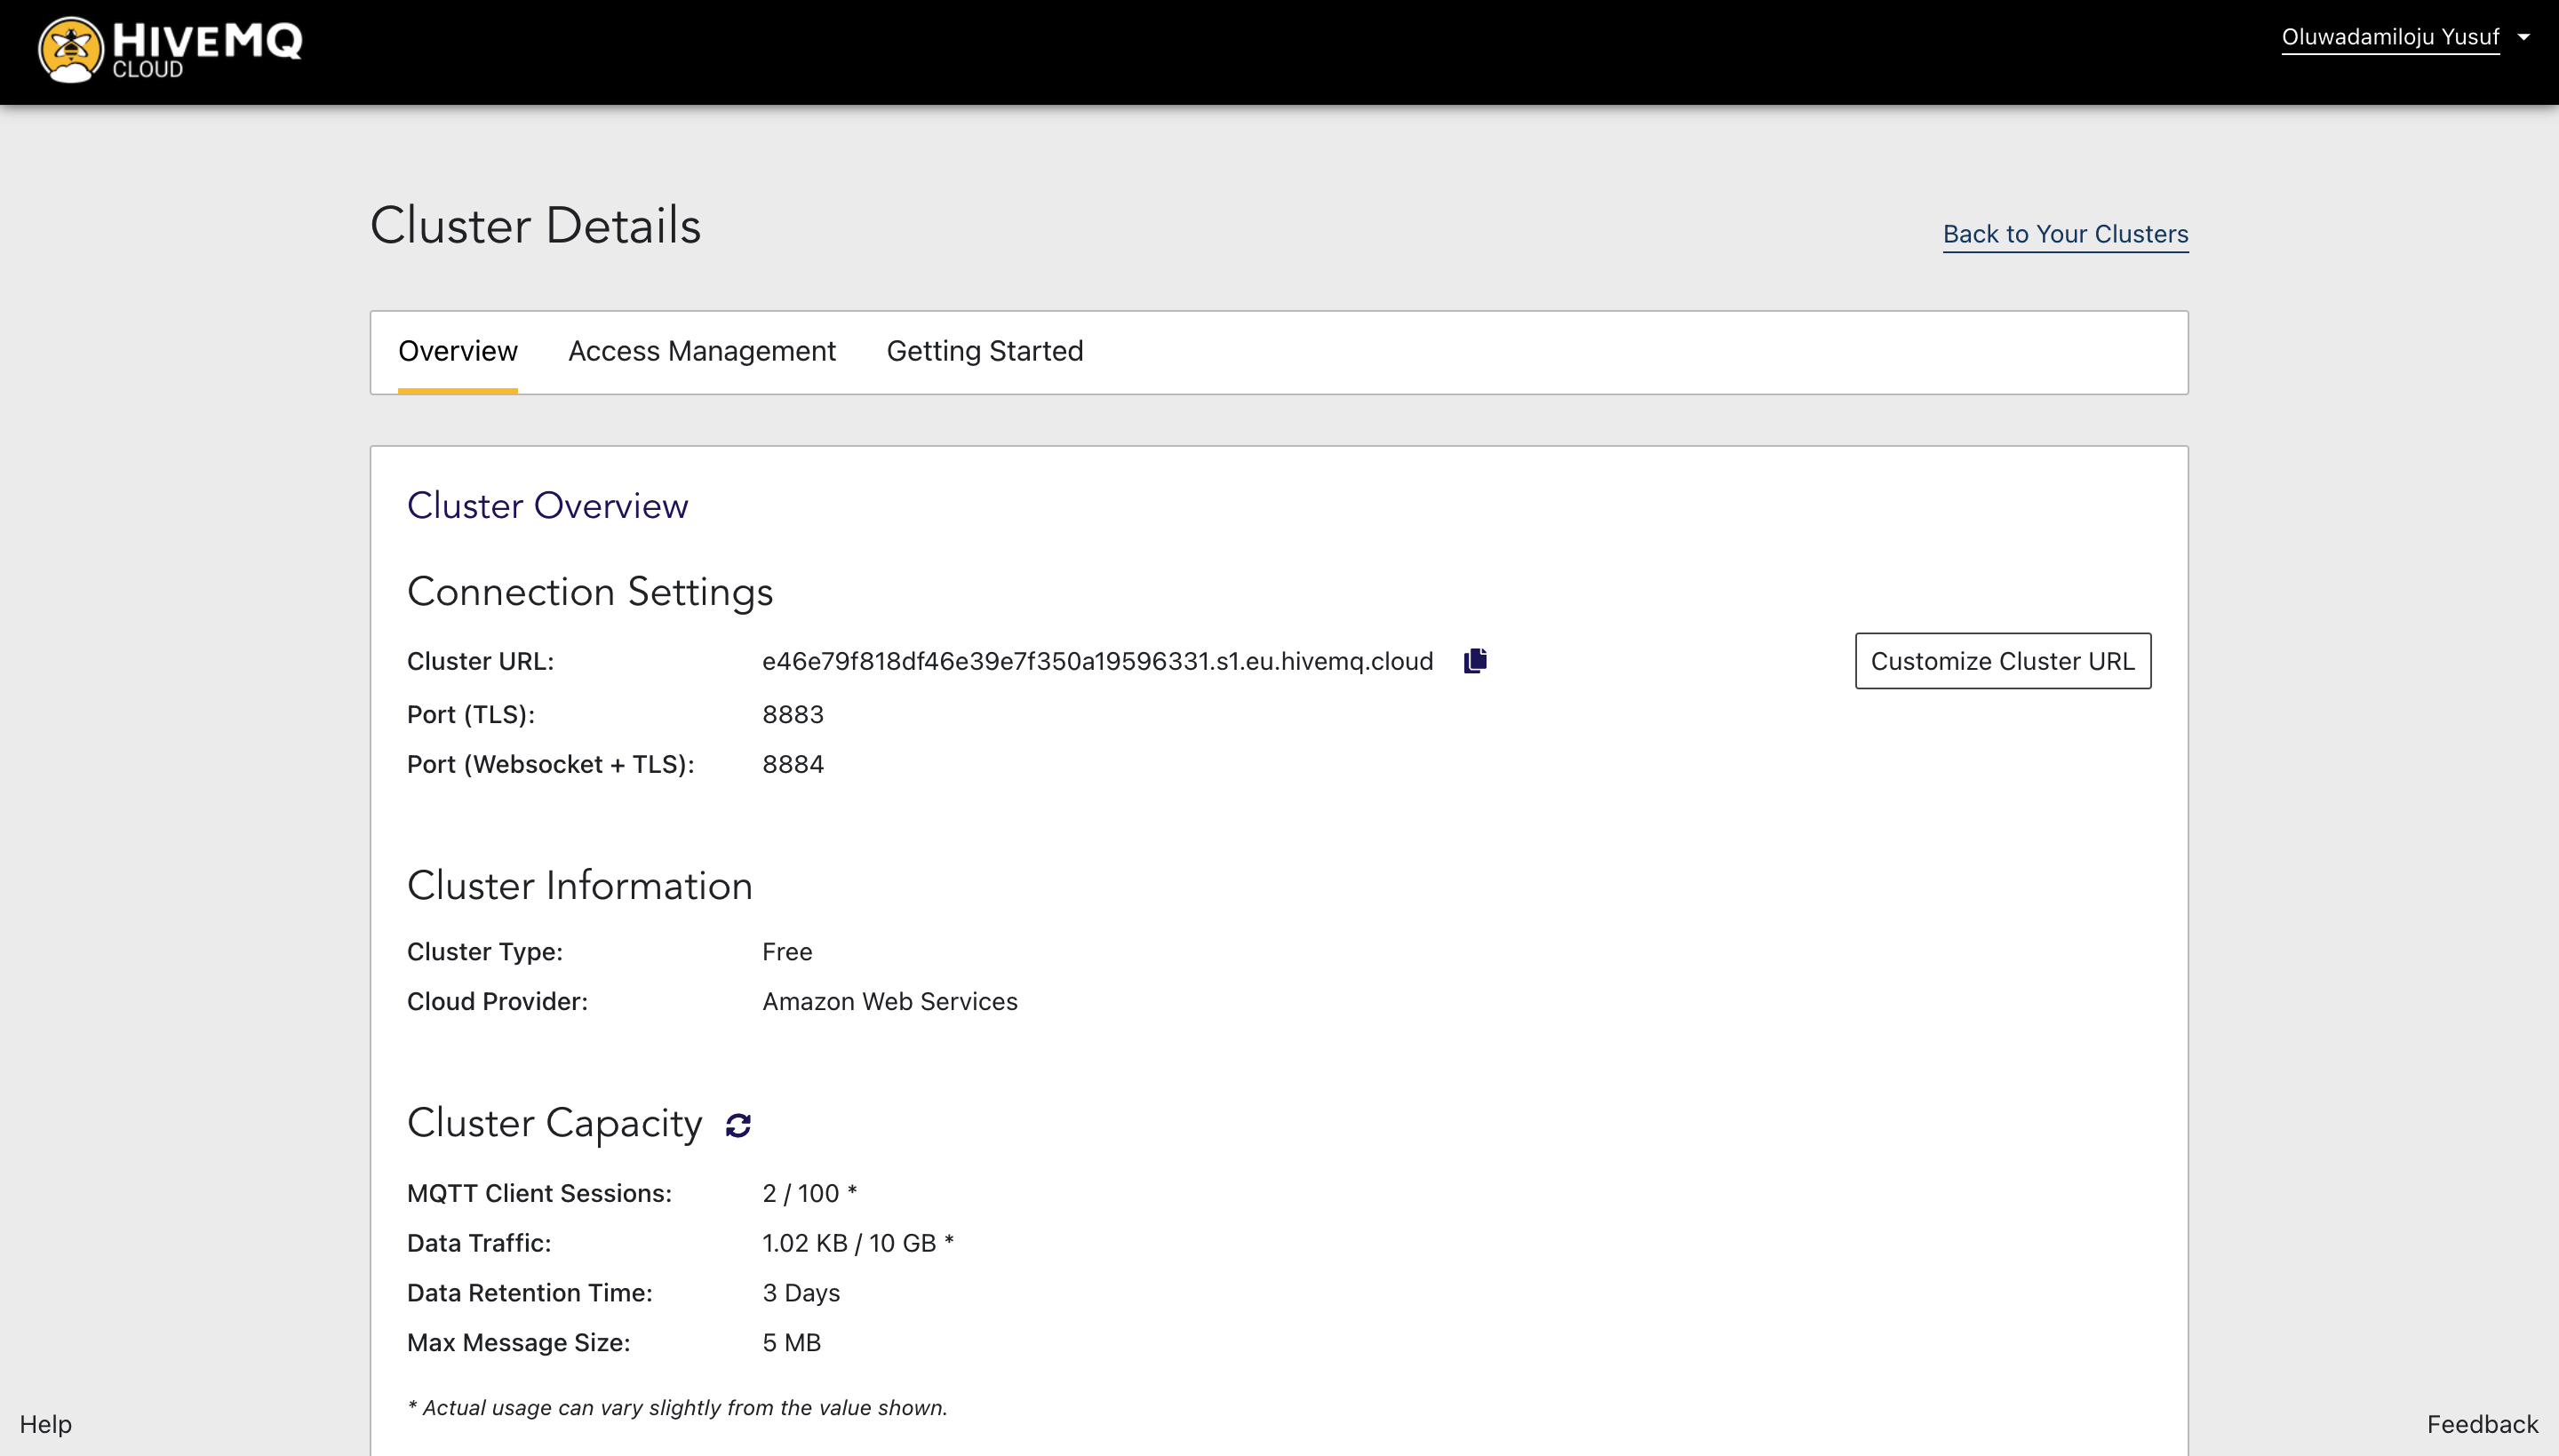 HIVEMQ
CLOUD
Oluwadamiloju Yusuf
Cluster Details
Back to Your Clusters
Overview Access Management Getting Started
Cluster Overview
Connection Settings
Cluster URL: e46e79f818df46e39e7f350a19596331.s1.eu.hivemq.cloud
Customize Cluster URL
Port (TLS): 8883
Port (Websocket + TLS): 8884
Cluster Information
Cluster Type: Free
Cloud Provider: Amazon Web Services
Cluster Capacity
MQTT Client Sessions: 2 / 100 *
Data Traffic: 1.02 KB / 10 GB *
Data Retention Time: 3 Days
Max Message Size: 5 MB
* Actual usage can vary slightly from the value shown.
Help
Feedback